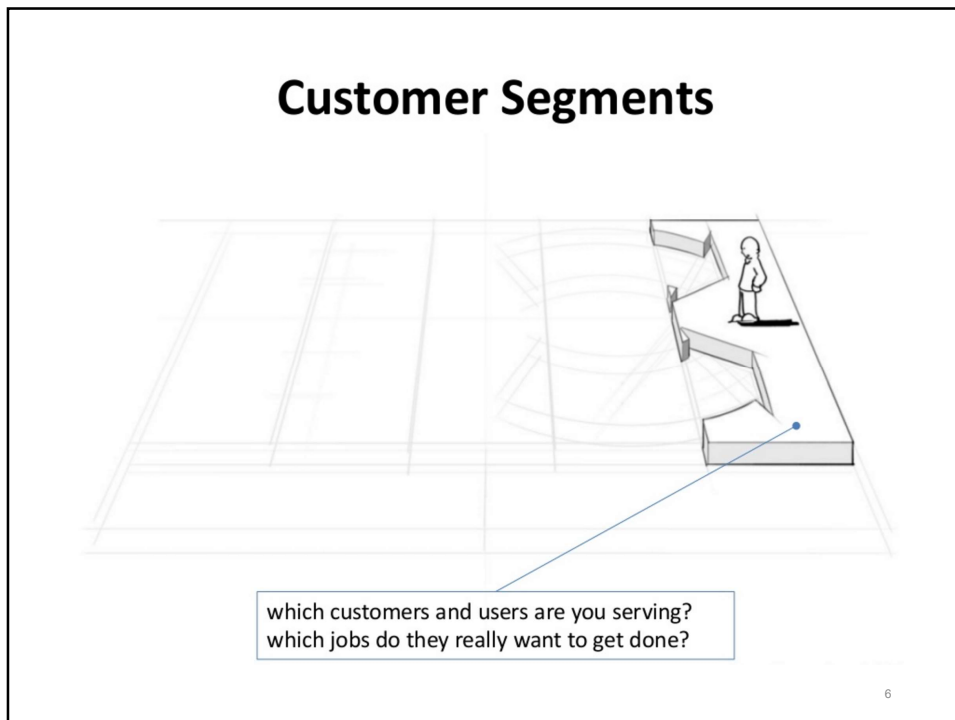 Customer Segments
which customers and users are you serving?
which jobs do they really want to get done?
6